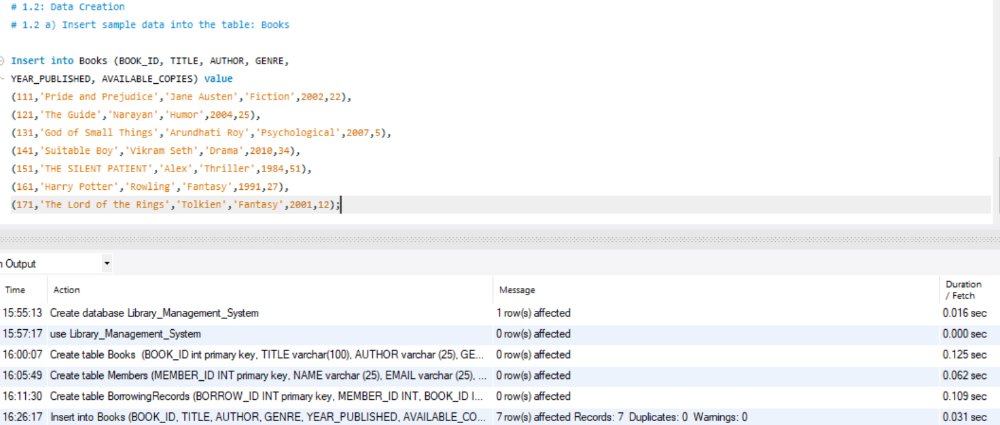 # 1.2: Data Creation
# 1.2 a) Insert sample data into the table: Books
Insert into Books (BOOK_ID, TITLE, AUTHOR, GENRE,
YEAR_PUBLISHED, AVAILABLE_COPIES) value
(111,'Pride and Prejudice','Jane Austen','Fiction',2002,22),
(121,'The Guide','Narayan','Humor',2004,25),
(131,'God of Small Things','Arundhati Roy','Psychological',2007,5),
(141,'Suitable Boy','Vikram Seth','Drama',2010,34),
(151,'THE SILENT PATIENT','Alex','Thriller',1984,51),
(161,'Harry Potter','Rowling','Fantasy',1991,27),
(171,'The Lord of the Rings','Tolkien','Fantasy',2001,12);
n Output
Time Action Message Duration / Fetch
15:55:13 Create database Library_Management_System 1 row(s) affected 0.016 sec
15:57:17 use Library_Management_System 0 row(s) affected 0.000 sec
16:00:07 Create table Books (BOOK_ID int primary key, TITLE varchar(100), AUTHOR varchar (25), GE... 0 row(s) affected 0.125 sec
16:05:49 Create table Members (MEMBER_ID INT primary key, NAME varchar (25), EMAIL varchar (25), ... 0 row(s) affected 0.062 sec
16:11:30 Create table BorrowingRecords (BORROW_ID INT primary key, MEMBER_ID INT, BOOK_ID I... 0 row(s) affected 0.109 sec
16:26:17 Insert into Books (BOOK_ID, TITLE, AUTHOR, GENRE, YEAR_PUBLISHED, AVAILABLE_CO... 7 row(s) affected Records: 7 Duplicates: 0 Warnings: 0 0.031 sec